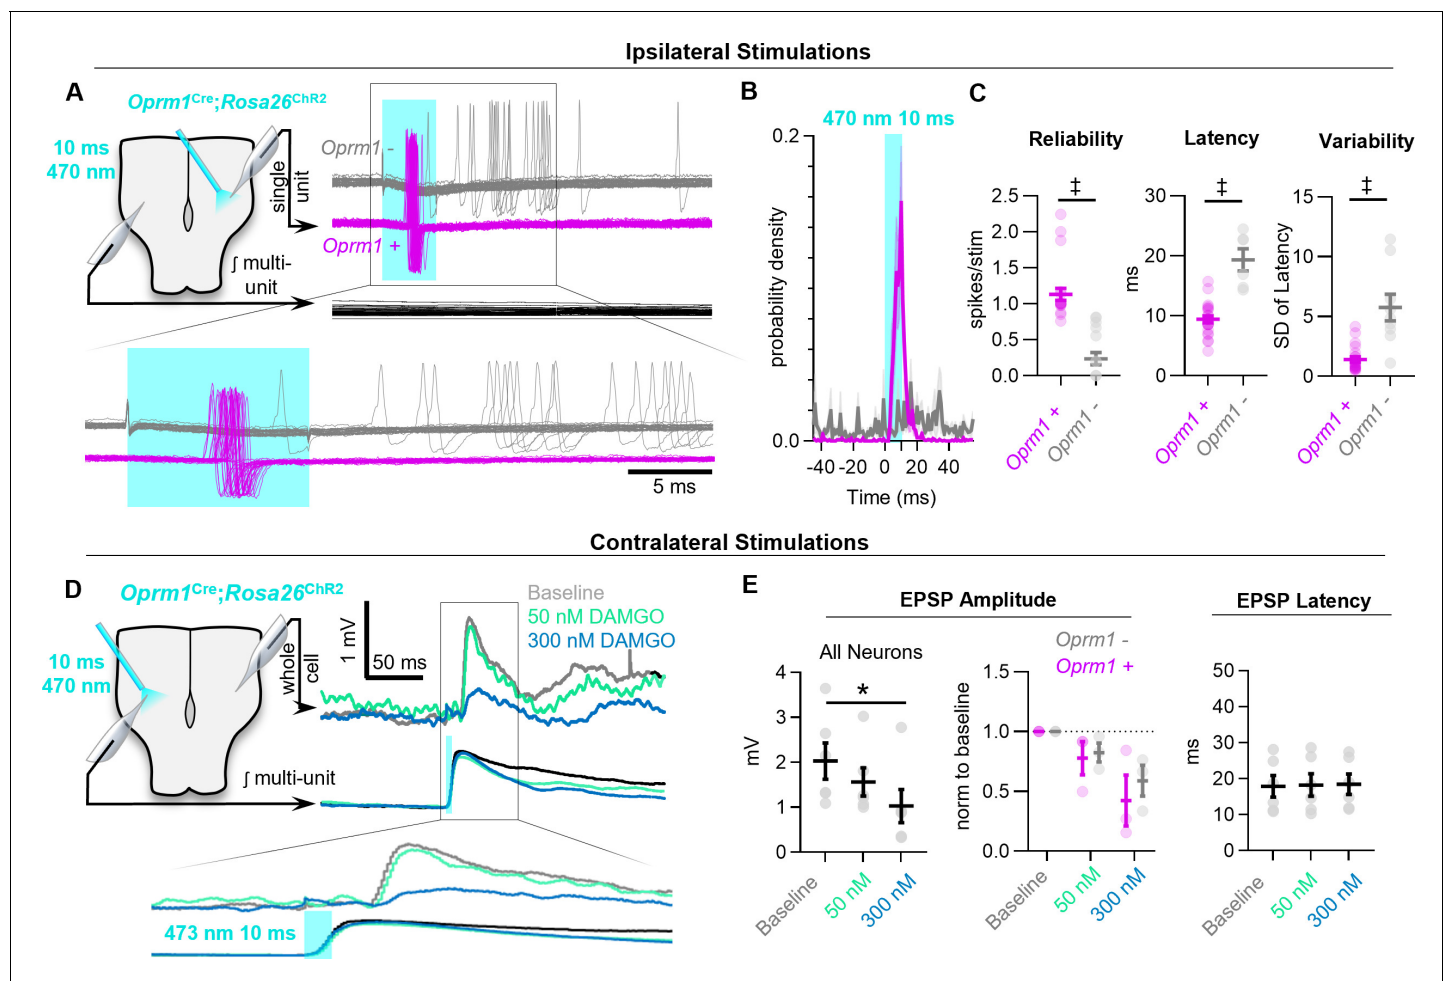 Ipsilateral Stimulations
A
Oprm1Cre;Rosa26ChR2
10 ms
470 nm
single
unit
∫ multi-
unit
Oprm1 -
Oprm1 +
5 ms
B
470 nm 10 ms
0.2
0.0
probability density
-40 -20 0 20 40
Time (ms)
C
Reliability
‡
2.5
2.0
1.5
1.0
0.5
0.0
spikes/stim
Oprm1 +
Oprm1 -
Latency
‡
30
20
10
0
ms
Oprm1 +
Oprm1 -
Variability
‡
15
10
5
0
SD of Latency
Oprm1 +
Oprm1 -
Contralateral Stimulations
D
Oprm1Cre;Rosa26ChR2
10 ms
470 nm
whole
cell
∫ multi-unit
1 mV
50 ms
Baseline
50 nM DAMGO
300 nM DAMGO
473 nm 10 ms
E
EPSP Amplitude
All Neurons
*
4
3
2
1
0
mV
Baseline
50 nM
300 nM
Oprm1 -
Oprm1 +
1.5
1.0
0.5
0.0
norm to baseline
Baseline
50 nM
300 nM
EPSP Latency
50
40
30
20
10
0
ms
Baseline
50 nM
300 nM